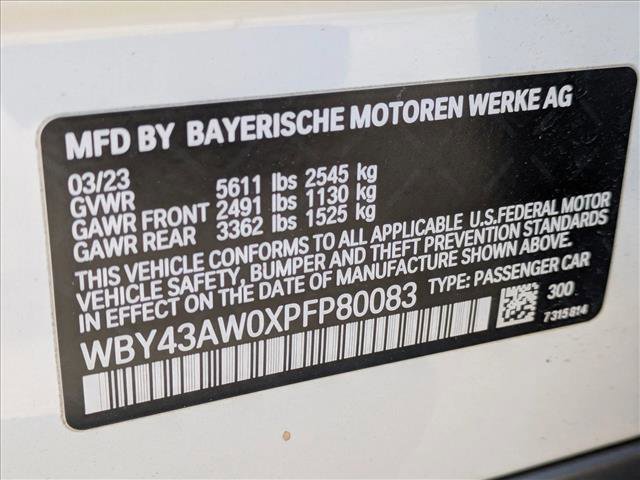 MFD BY BAYERISCHE MOTOREN WERKE AG
03/23
GVWR 5611 lbs 2545 kg
GAWR FRONT 2491 lbs 1130 kg
GAWR REAR 3362 lbs 1525 kg
THIS VEHICLE CONFORMS TO ALL APPLICABLE U.S.FEDERAL MOTOR
VEHICLE SAFETY, BUMPER AND THEFT PREVENTION STANDARDS
IN EFFECT ON THE DATE OF MANUFACTURE SHOWN ABOVE.
WBY43AW0XPFP80083 TYPE: PASSENGER CAR
300
7315814